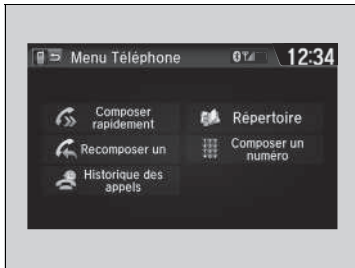 Menu Téléphone
12:34
Composer
rapidement
Répertoire
Recomposer un
Composer un
numéro
Historique des
appels